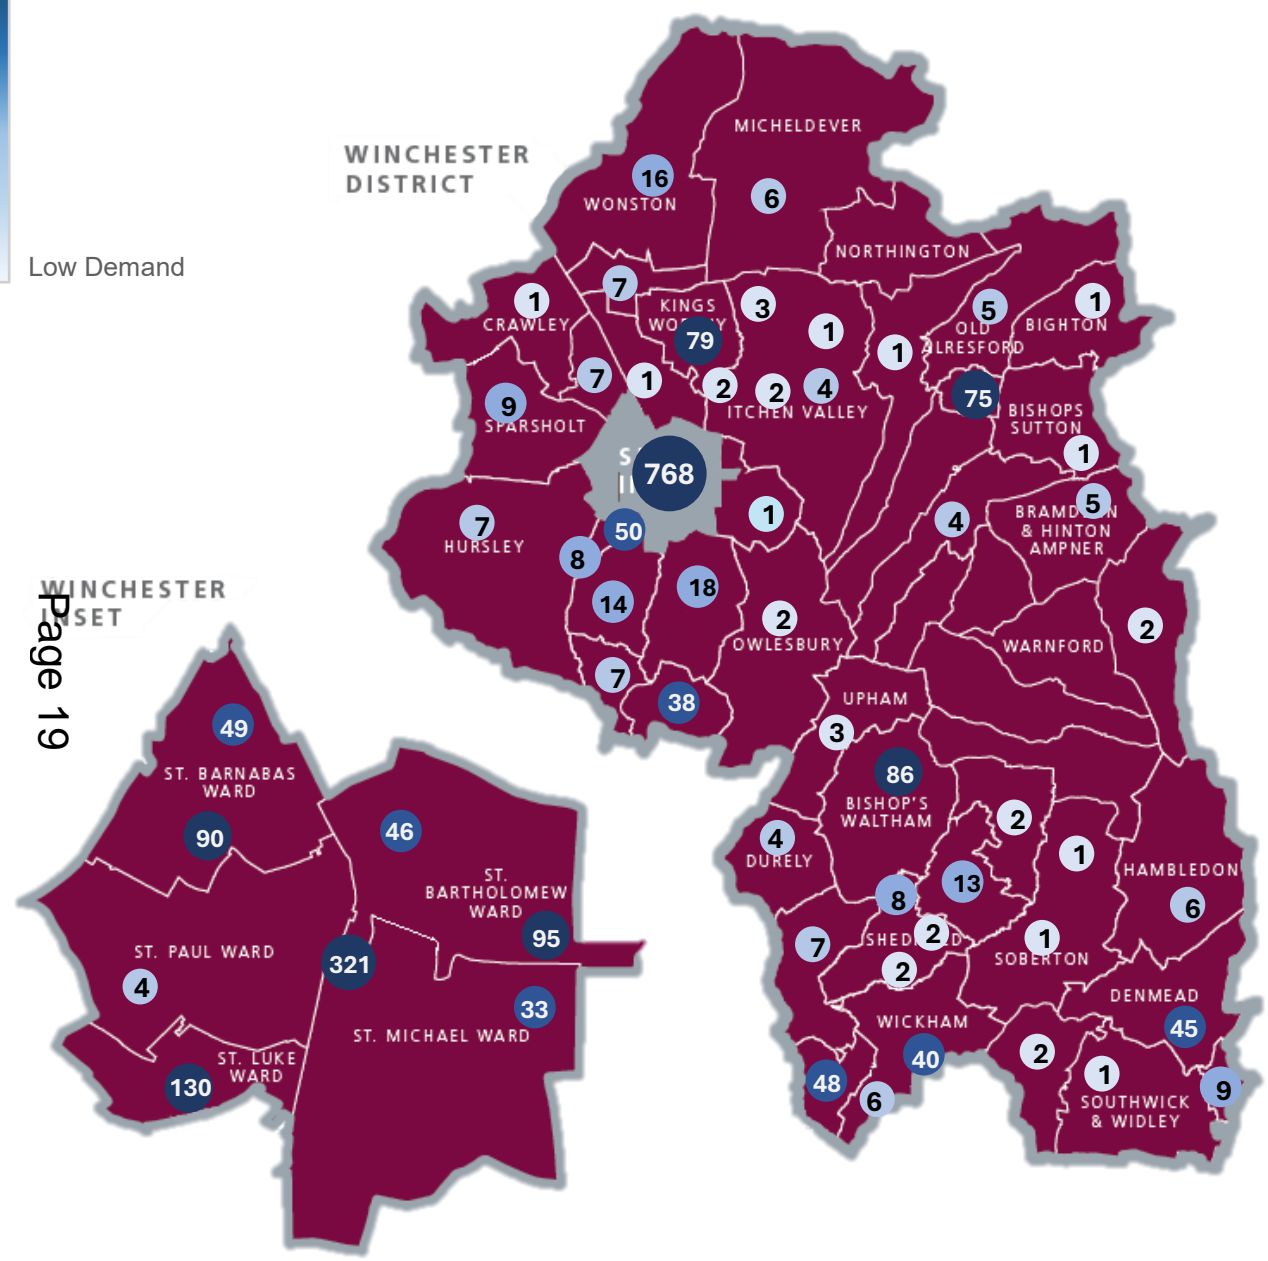 MICHELDEVER
WINCHESTER
DISTRICT
16
WONSTON
6
NORTHINGTON
Low Demand
7
1
CRAWLEY
KINGS
3
5
1
79
1
OLD
ALRESFORD
BIGHTON
1
7
1
2
2
4
75
9
SPARSHOLT
ITCHEN VALLEY
BISHOPS
SUTTON
1
768
5
BRAMDEAN
& HINTON
AMPNER
7
HURSLEY
50
1
4
8
14
18
2
OWLESBURY
2
WARNFORD
WINCHESTER
INSET
Page 19
7
38
UPHAM
3
49
ST. BARNABAS
WARD
90
46
86
BISHOP'S
WALTHAM
2
4
DURELY
1
HAMBLEDON
ST.
BARTHOLOMEW
WARD
95
13
8
6
ST. PAUL WARD
321
4
7
2
1
SOBERTON
2
33
ST. MICHAEL WARD
DENMEAD
45
WICKHAM
40
2
ST. LUKE
WARD
130
48
6
1
9
SOUTHWICK
& WIDLEY